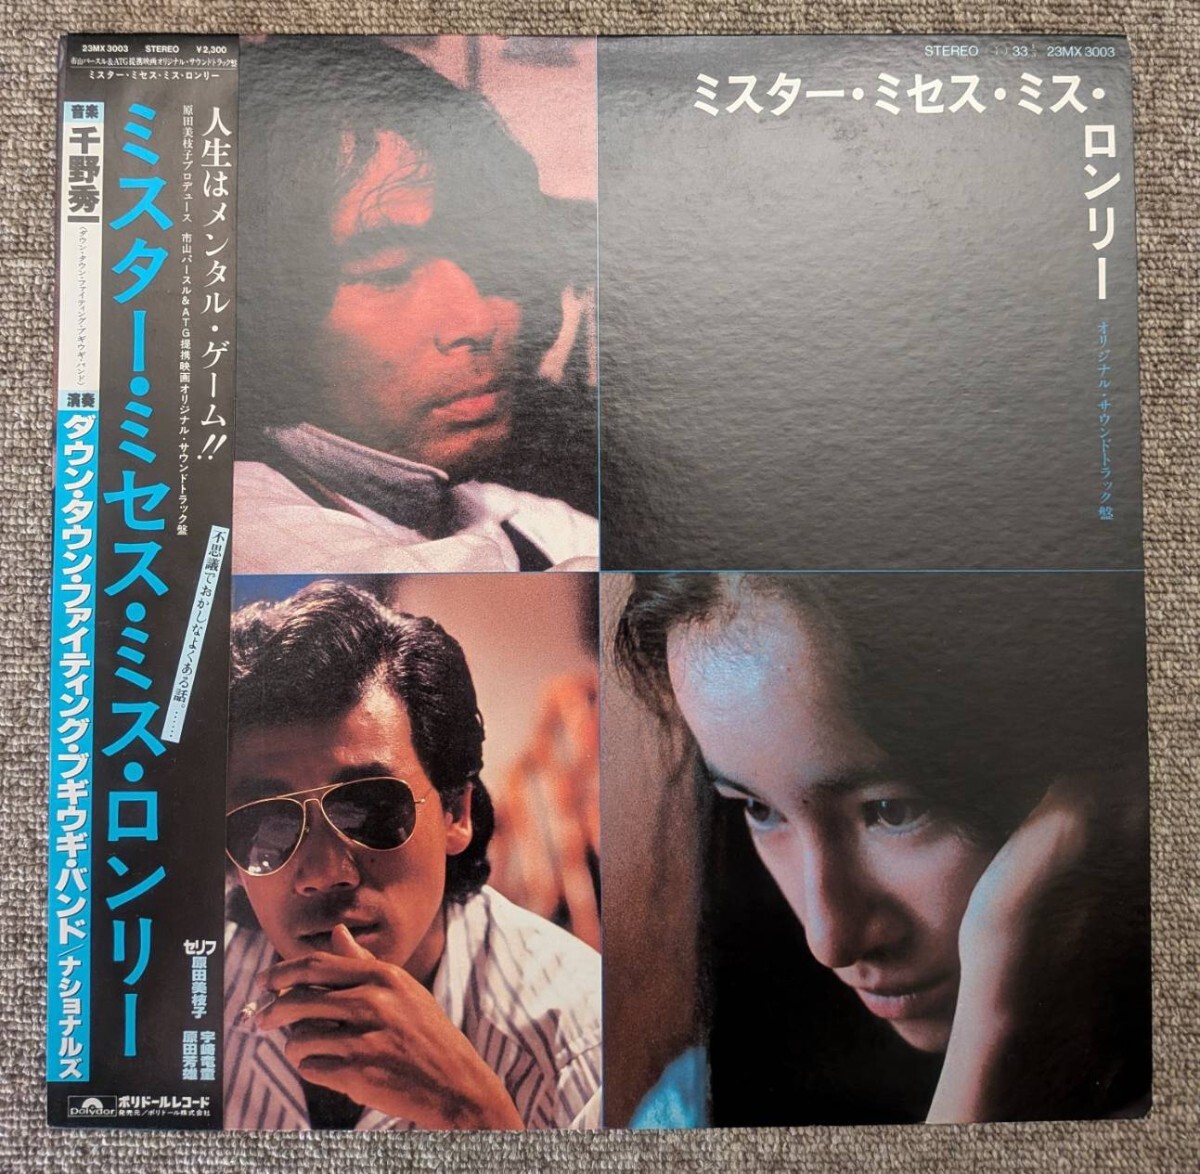 23MX 3003 STEREO ¥2,300
市山パースル&ATG提携映画オリジナル・サウンドトラック盤
ミスター・ミセス・ミス・ロンリー
人生はメンタル・ゲーム!!
原田美枝子プロデュース 市山パースル&ATG提携映画オリジナル・サウンドトラック盤
ミスター・ミセス・ミス・ロンリー
音楽
千野秀一
(ダウン・タウン・ファイティング・ブギウギ・バンド)
演奏
ダウン・タウン・ファイティング・ブギウギ・バンド/ナショナルズ
不思議でおかしなよくある話。……
セリフ
原田美枝子
宇崎竜童
原田芳雄
polydor
ポリドールレコード
発売元/ポリドール株式会社
STEREO 33⅓ 23MX 3003
ミスター・ミセス・ミス・
ロンリー
オリジナル・サウンドトラック盤